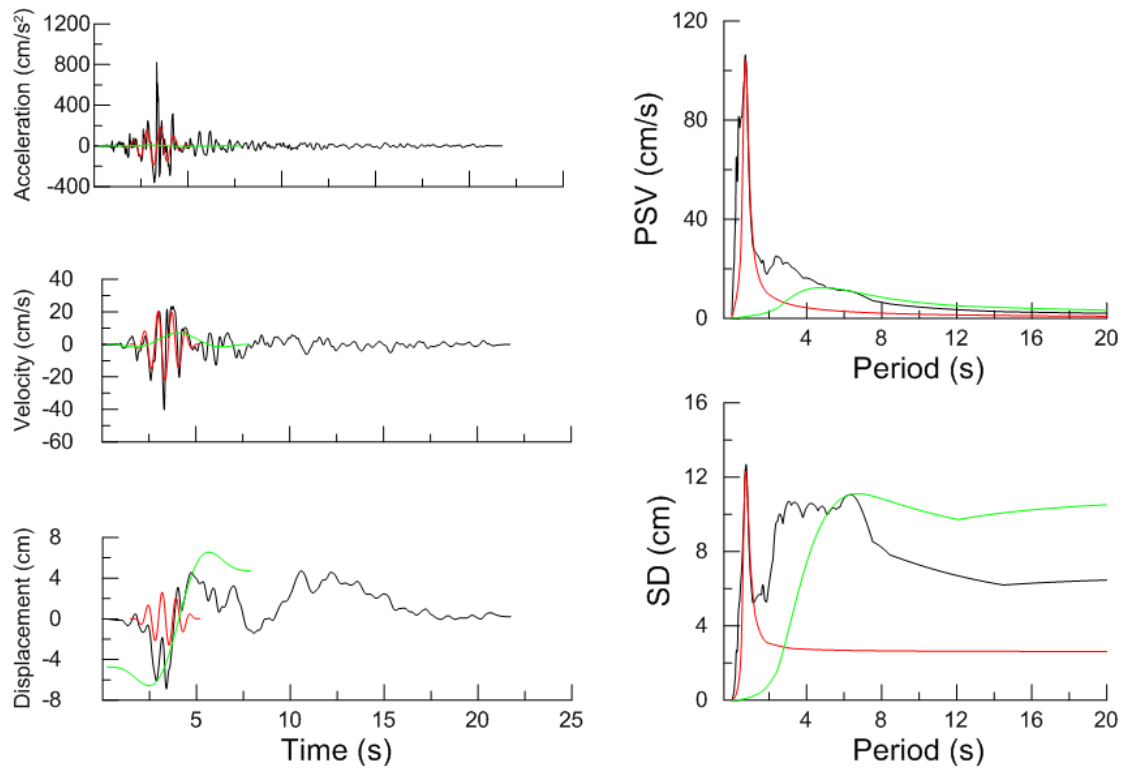 1200
800
400
0
-400
Acceleration (cm/s²)
40
20
0
-20
-40
-60
Velocity (cm/s)
8
4
0
-4
-8
Displacement (cm)
5 10 15 20 25
Time (s)
120
80
40
0
PSV (cm/s)
4 8 12 16 20
Period (s)
16
12
8
4
0
SD (cm)
4 8 12 16 20
Period (s)